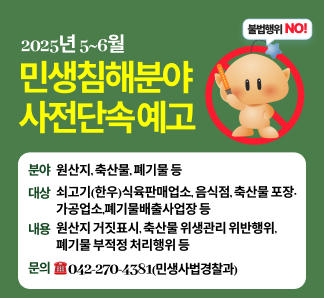 불법행위 NO!
2025년 5~6월
민생침해분야
사전단속 예고
분야 원산지, 축산물, 폐기물 등
대상 쇠고기(한우)식육판매업소, 음식점, 축산물 포장·
가공업소,폐기물배출사업장 등
내용 원산지 거짓표시, 축산물 위생관리 위반행위,
폐기물 부적정 처리행위 등
문의 ☎042-270-4381(민생사법경찰과)